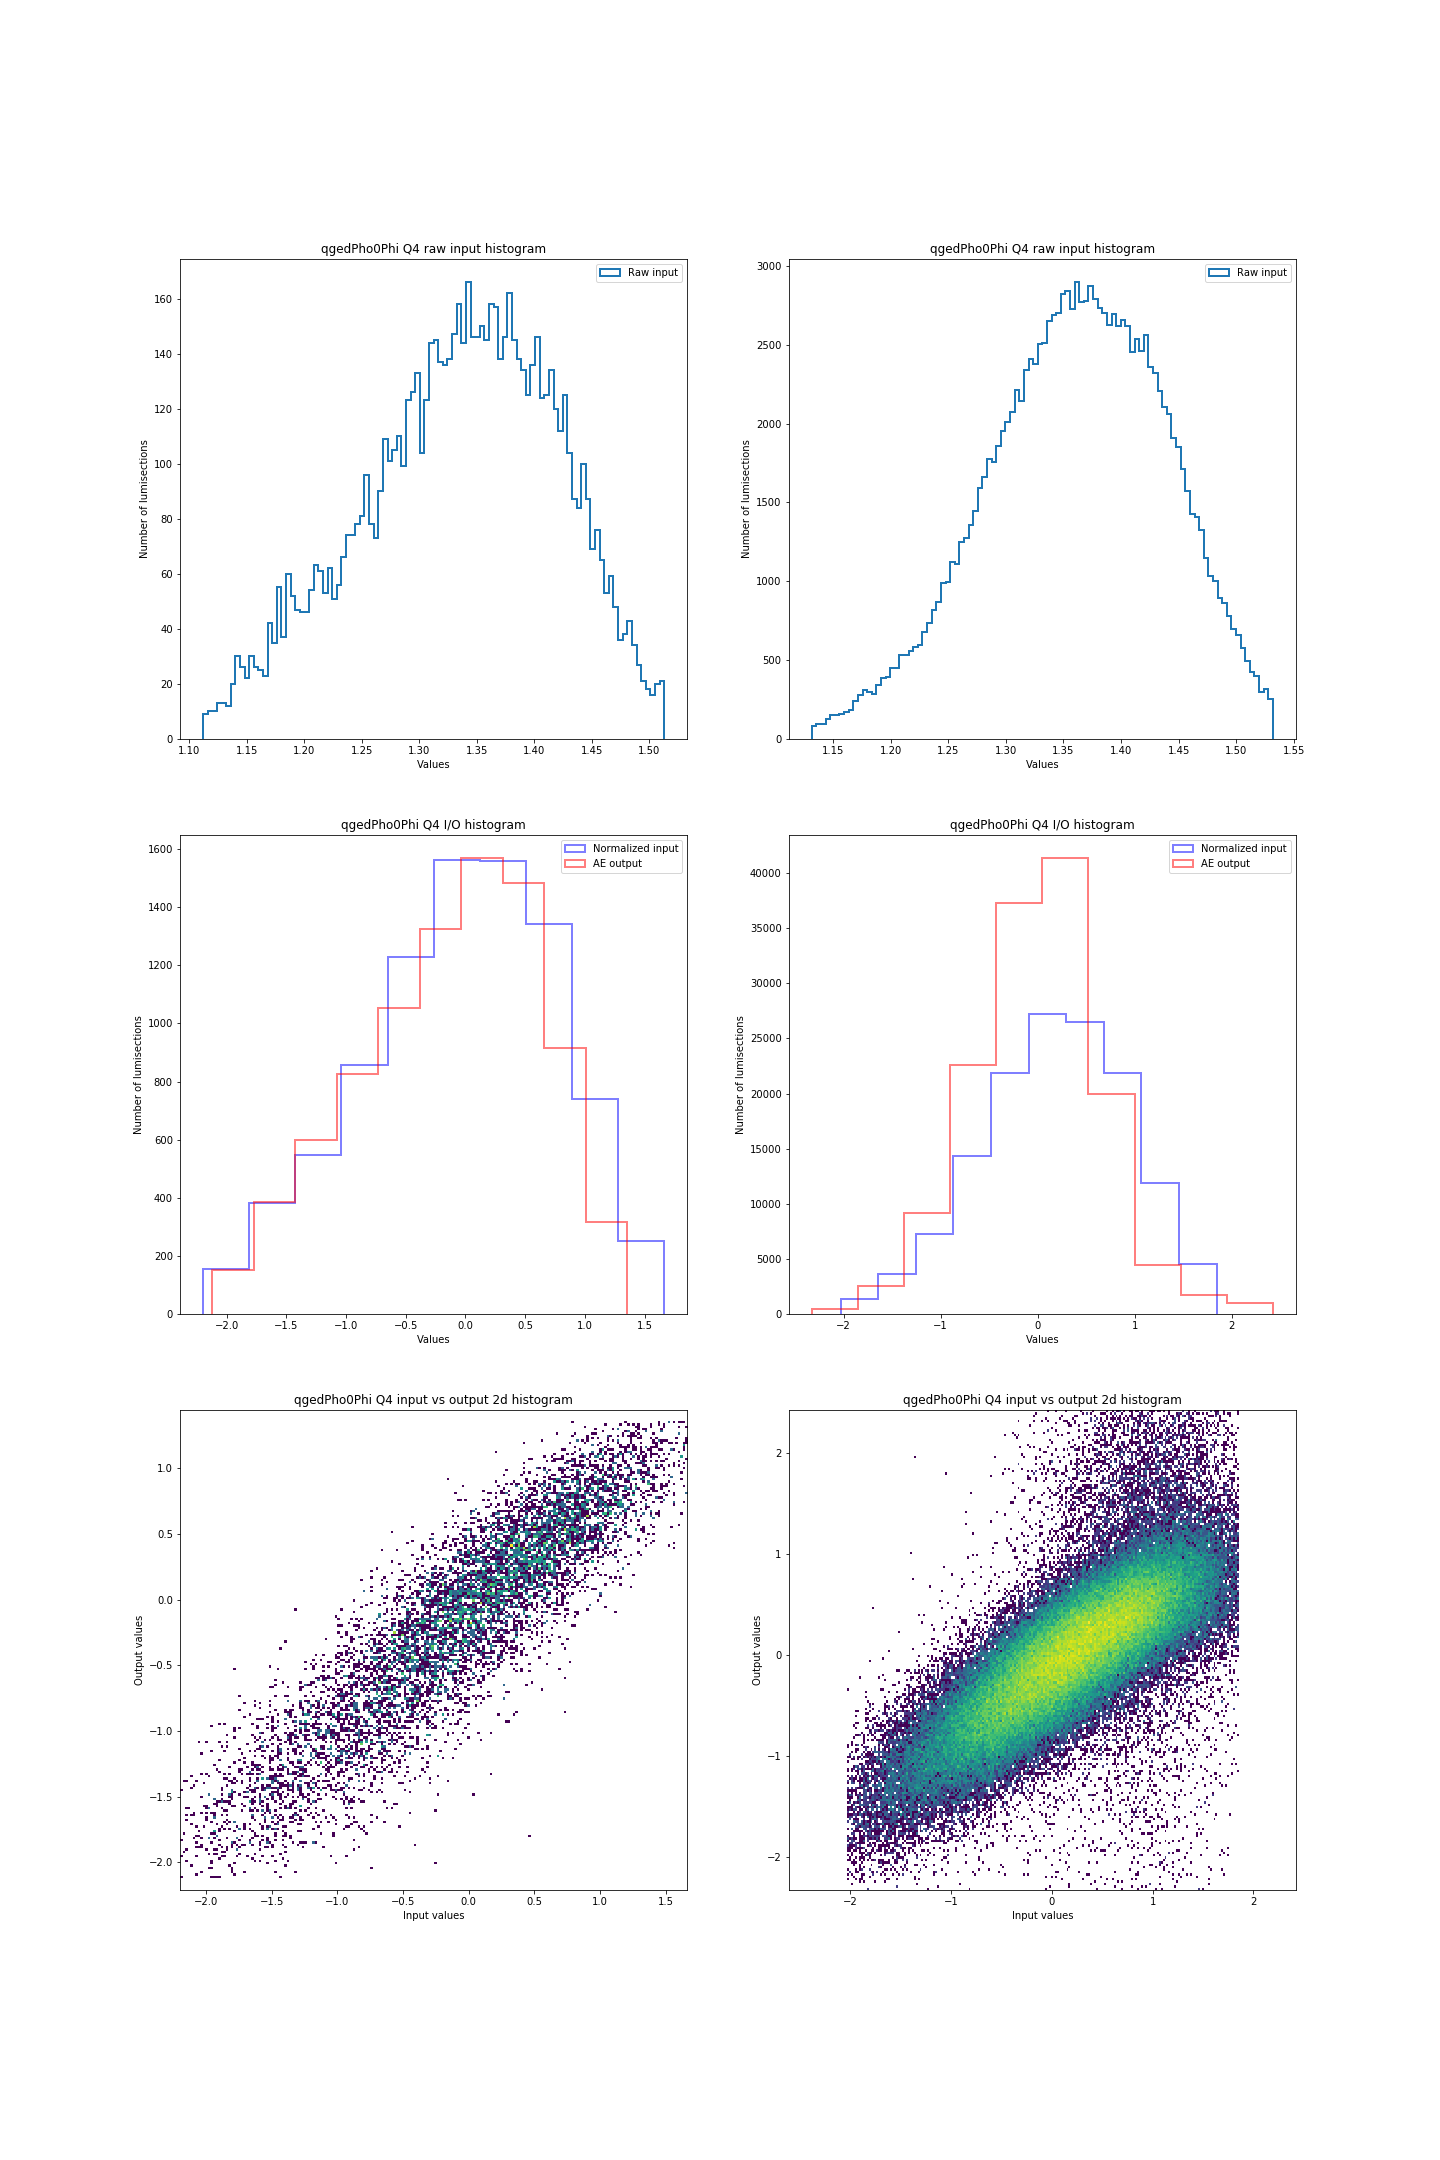 qgedPho0Phi Q4 raw input histogram
Raw input
160
140
120
100
80
60
40
20
0
Number of lumisections
1.10 1.15 1.20 1.25 1.30 1.35 1.40 1.45 1.50
Values
qgedPho0Phi Q4 raw input histogram
Raw input
3000
2500
2000
1500
1000
500
0
Number of lumisections
1.15 1.20 1.25 1.30 1.35 1.40 1.45 1.50 1.55
Values
qgedPho0Phi Q4 I/O histogram
Normalized input
AE output
1600
1400
1200
1000
800
600
400
200
0
Number of lumisections
−2.0 −1.5 −1.0 −0.5 0.0 0.5 1.0 1.5
Values
qgedPho0Phi Q4 I/O histogram
Normalized input
AE output
40000
35000
30000
25000
20000
15000
10000
5000
0
Number of lumisections
−2 −1 0 1 2
Values
qgedPho0Phi Q4 input vs output 2d histogram
1.0
0.5
0.0
−0.5
−1.0
−1.5
−2.0
Output values
−2.0 −1.5 −1.0 −0.5 0.0 0.5 1.0 1.5
Input values
qgedPho0Phi Q4 input vs output 2d histogram
2
1
0
−1
−2
Output values
−2 −1 0 1 2
Input values